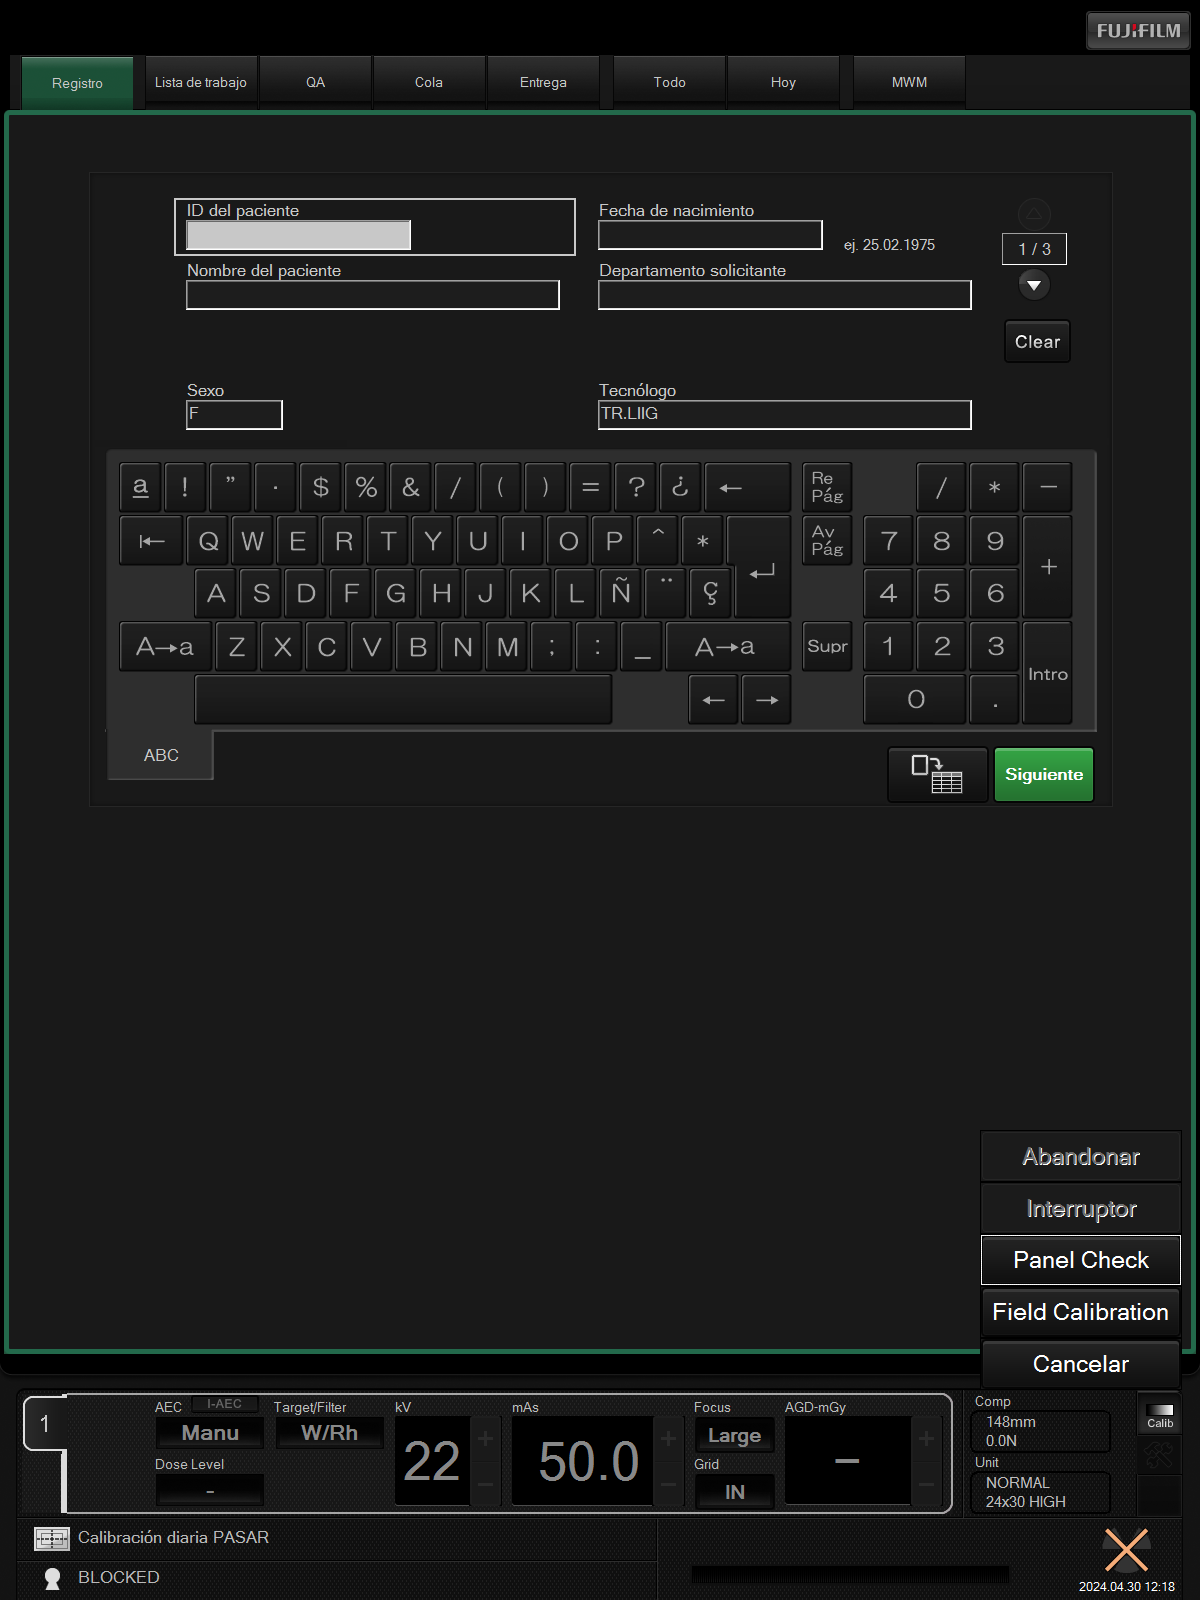 FUJIFILM
Registro
Lista de trabajo
QA
Cola
Entrega
Todo
Hoy
MWM
ID del paciente
Fecha de nacimiento
ej. 25.02.1975
1 / 3
Nombre del paciente
Departamento solicitante
Clear
Sexo
F
Tecnólogo
TR.LIIG
a ! " · $ % & / ( ) = ? ¿ ← Re Pág / * −
⇤ Q W E R T Y U I O P ^ * Av Pág 7 8 9 +
A S D F G H J K L Ñ ¨ Ç ↵ 4 5 6
A→a Z X C V B N M ; : _ A→a Supr 1 2 3 Intro
← → 0 .
ABC
Siguiente
Abandonar
Interruptor
Panel Check
Field Calibration
Cancelar
1
AEC I-AEC
Manu
Dose Level
-
Target/Filter
W/Rh
kV
22
+
−
mAs
50.0
+
−
Focus
Large
Grid
IN
AGD-mGy
−
+
−
Comp
148mm
0.0N
Unit
NORMAL
24x30 HIGH
Calib
Calibración diaria PASAR
BLOCKED
2024.04.30 12:18